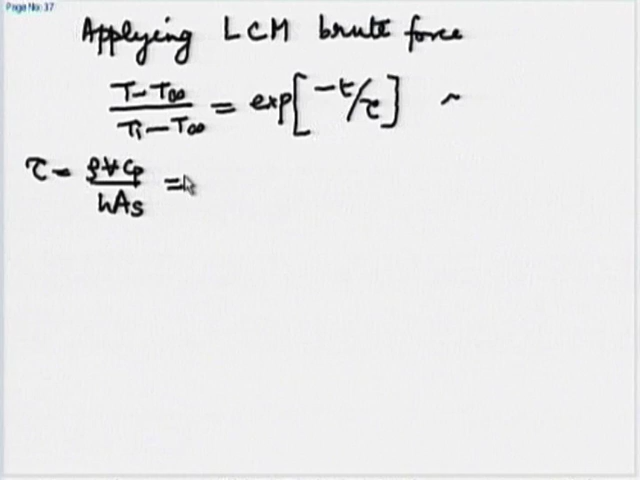 Page No: 37
Applying LCM brute force
T - T∞ / Ti - T∞ = exp[-t/τ] ~
τ = ρ∀Cp / hAs =